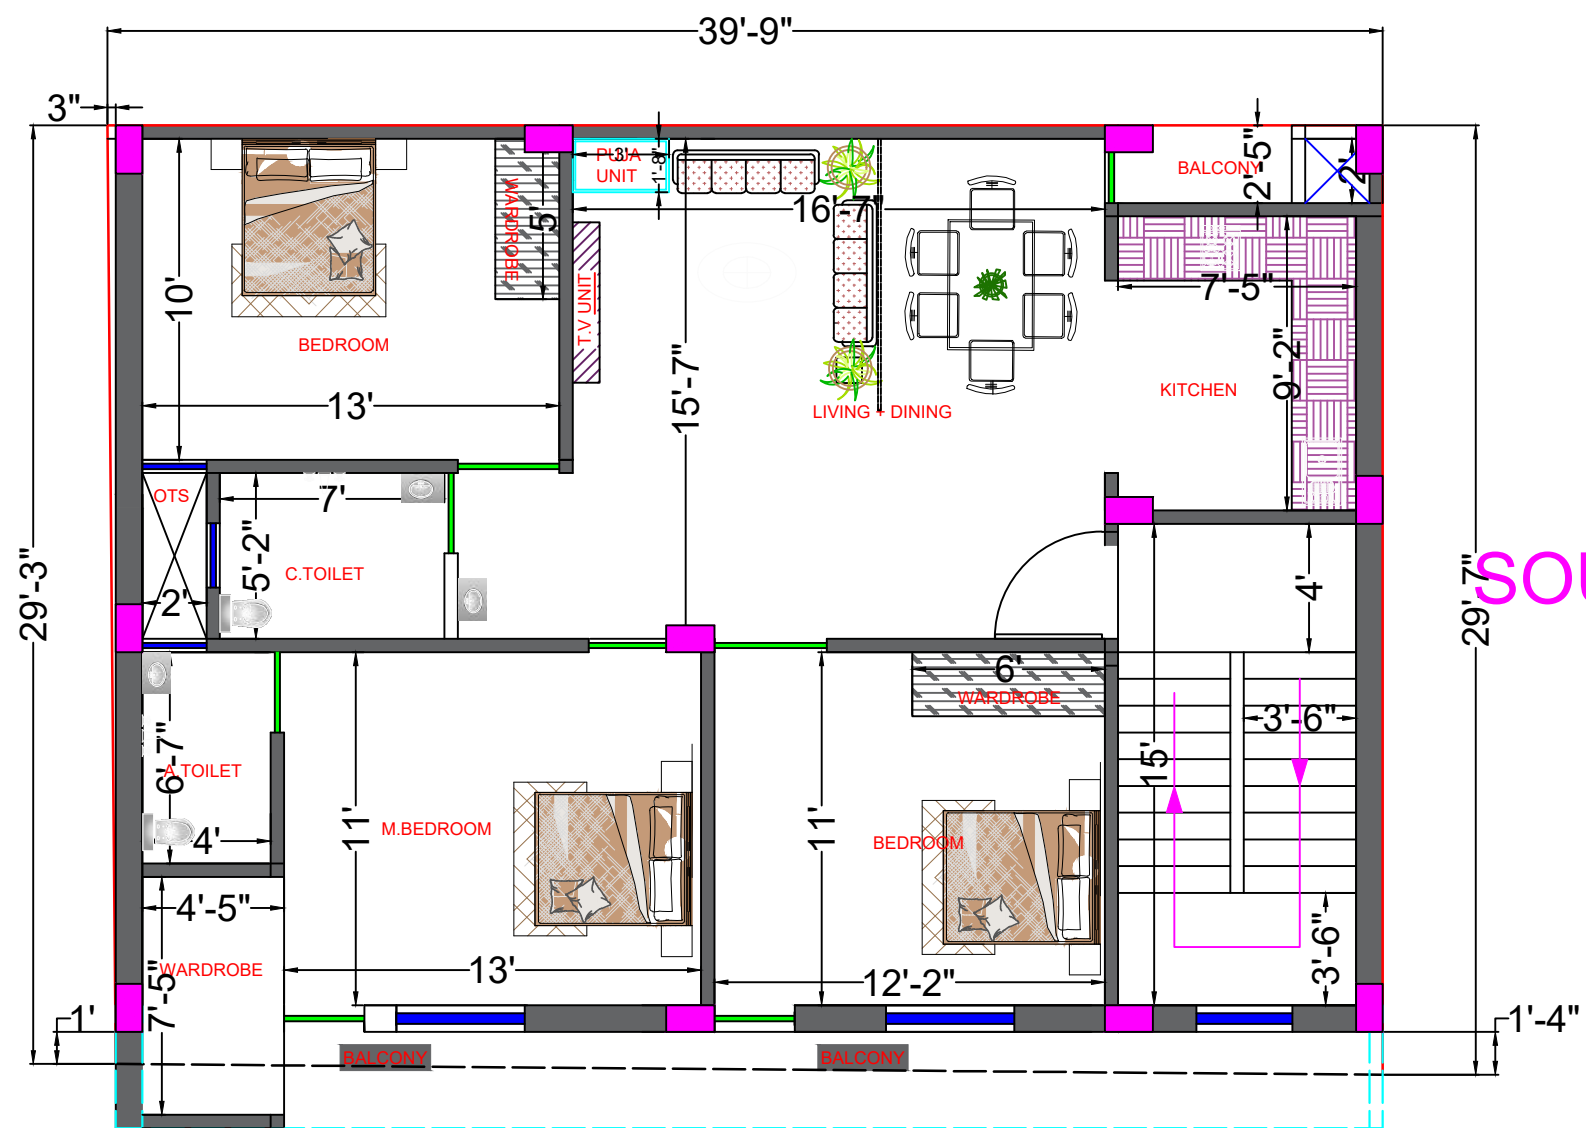 39'-9"
3"
BALCONY
2'-5"
2'
PUJA
UNIT
3'
1'-8"
WARDROBE
5'
16'-7"
T.V UNIT
10'
BEDROOM
13'
15'-7"
LIVING + DINING
7'-5"
9'-2"
KITCHEN
OTS
7'
5'-2"
C.TOILET
2'
29'-3"
29'-7"
SOU
4'
6'
WARDROBE
3'-6"
15'
6'-7"
A.TOILET
4'
11'
M.BEDROOM
11'
BEDROOM
4'-5"
WARDROBE
7'-5"
13'
12'-2"
3'-6"
1'
1'-4"
BALCONY
BALCONY